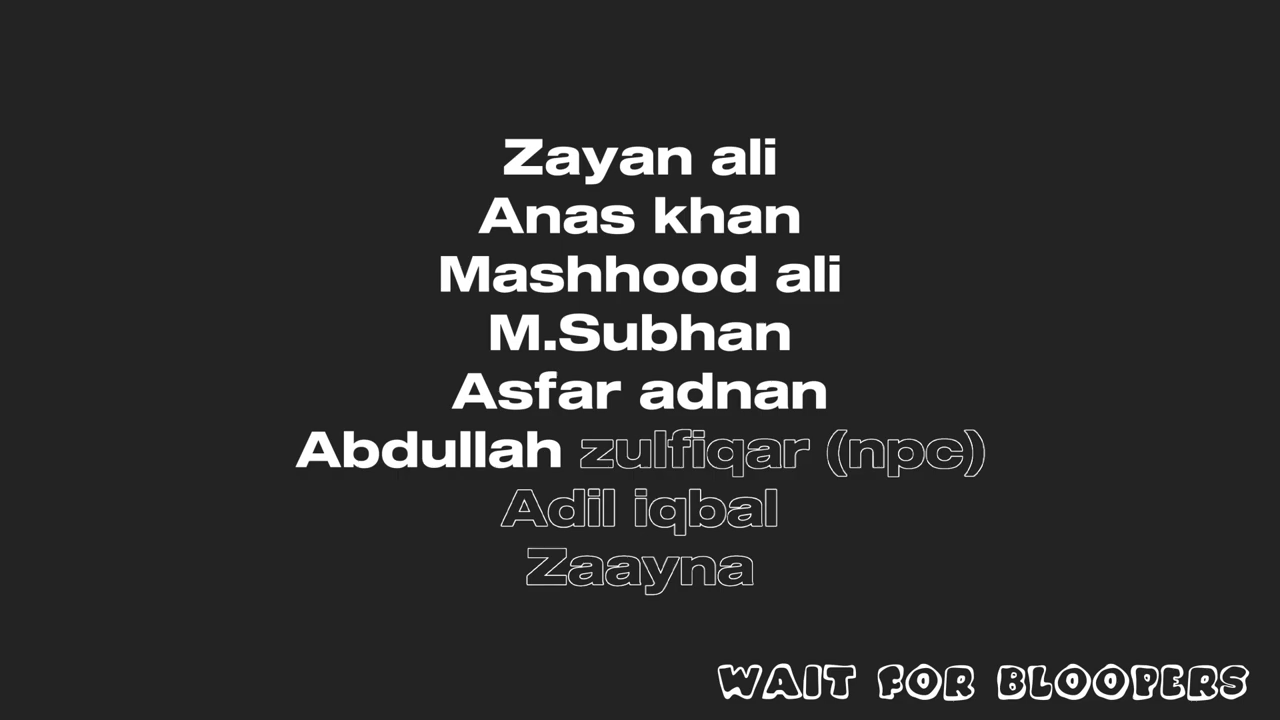 Zayan ali
Anas khan
Mashhood ali
M.Subhan
Asfar adnan
Abdullah zulfiqar (npc)
Adil iqbal
Zaayna
WAIT FOR BLOOPERS